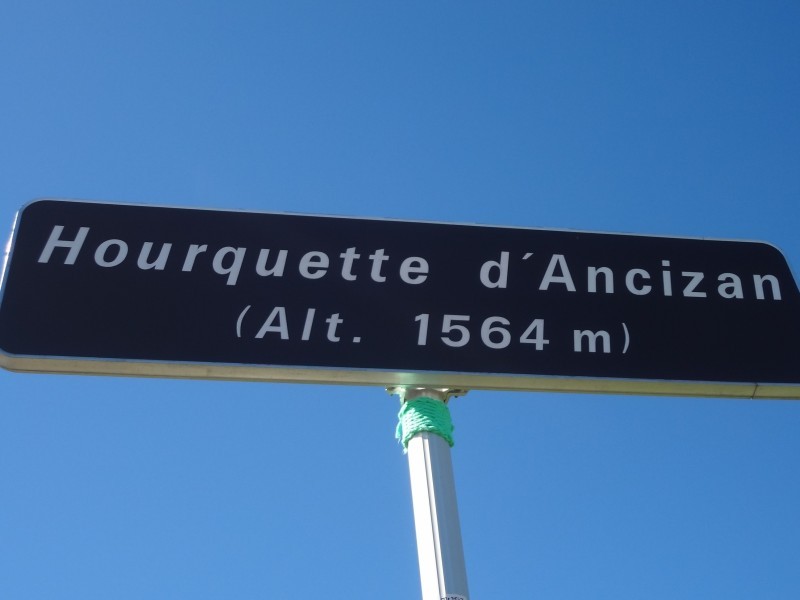 Hourquette d´Ancizan
(Alt. 1564 m)